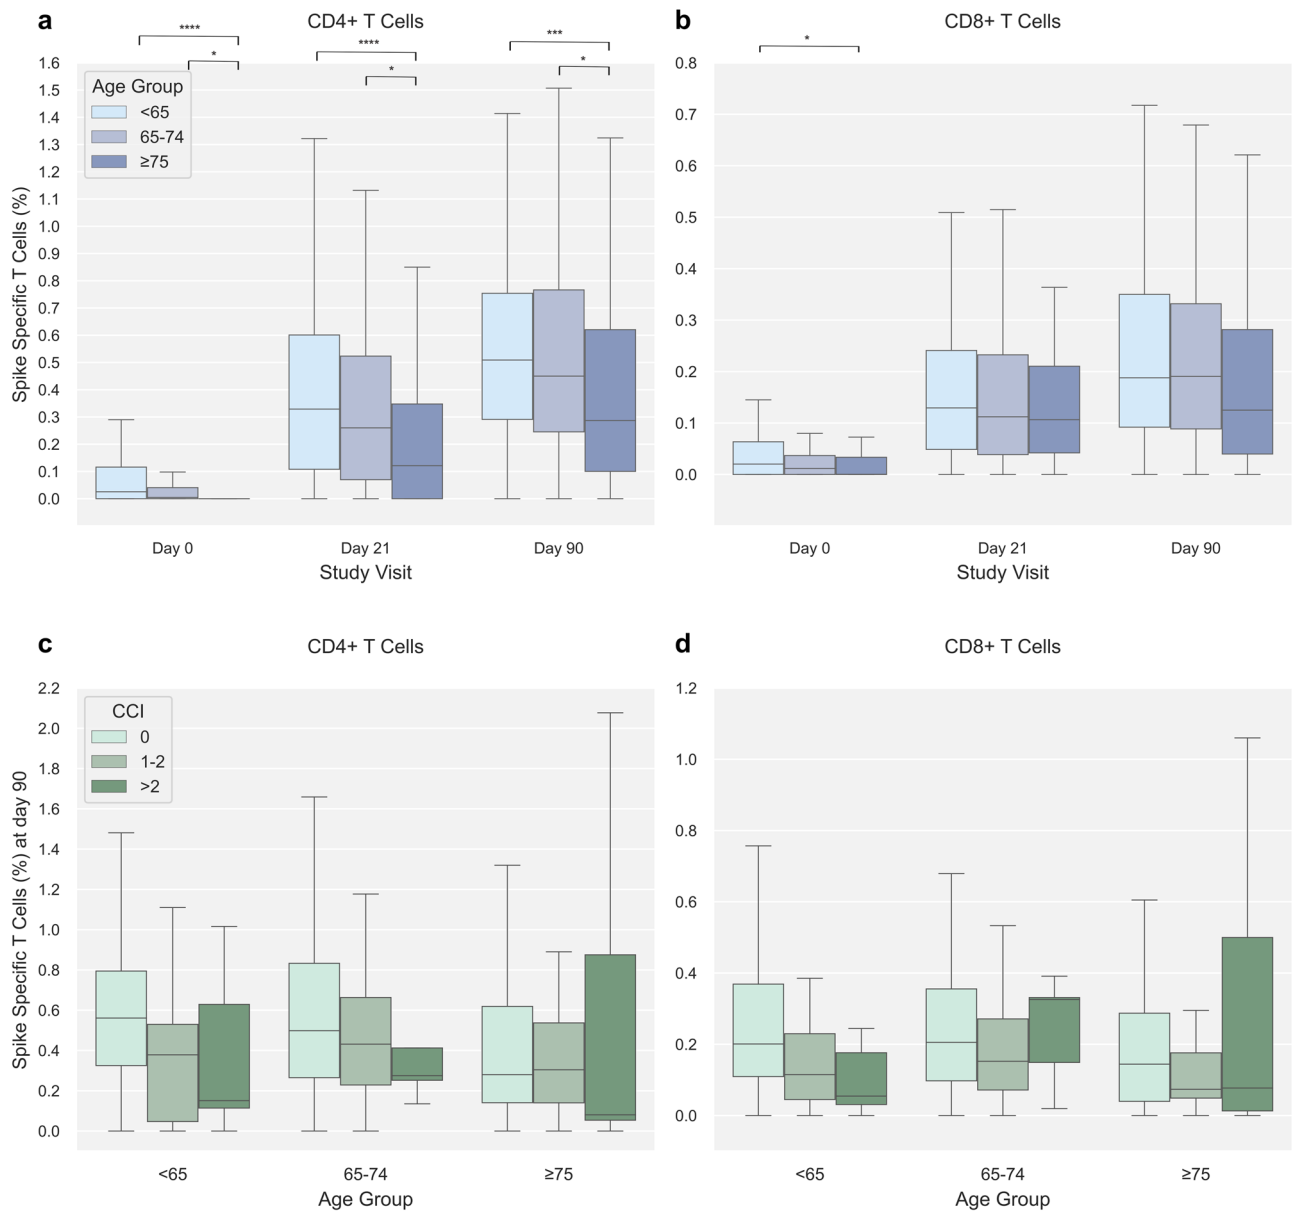 a
CD4+ T Cells
****
*
****
*
***
*
Age Group
<65
65-74
≥75
1.6
1.5
1.4
1.3
1.2
1.1
1.0
0.9
0.8
0.7
0.6
0.5
0.4
0.3
0.2
0.1
0.0
Spike Specific T Cells (%)
Day 0
Day 21
Day 90
Study Visit
b
CD8+ T Cells
*
0.8
0.7
0.6
0.5
0.4
0.3
0.2
0.1
0.0
Day 0
Day 21
Day 90
Study Visit
c
CD4+ T Cells
CCI
0
1-2
>2
2.2
2.0
1.8
1.6
1.4
1.2
1.0
0.8
0.6
0.4
0.2
0.0
Spike Specific T Cells (%) at day 90
<65
65-74
≥75
Age Group
d
CD8+ T Cells
1.2
1.0
0.8
0.6
0.4
0.2
0.0
<65
65-74
≥75
Age Group